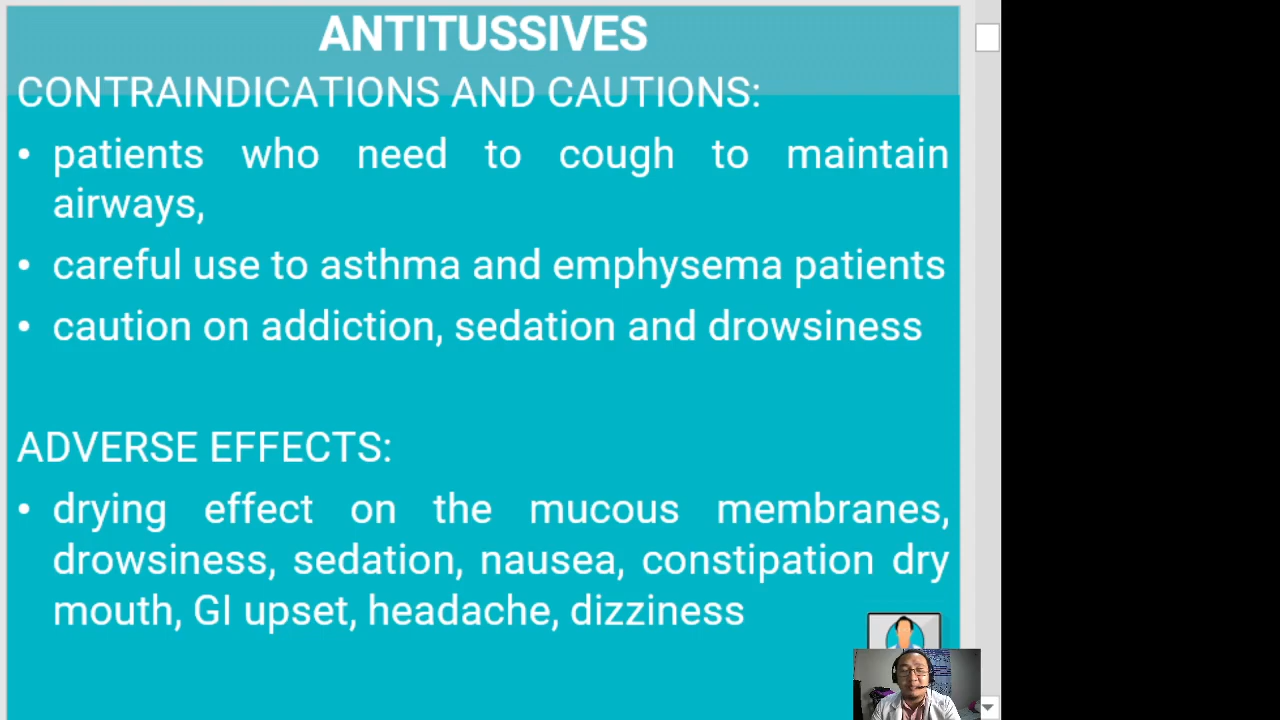 ANTITUSSIVES
CONTRAINDICATIONS AND CAUTIONS:
• patients who need to cough to maintain
airways,
• careful use to asthma and emphysema patients
• caution on addiction, sedation and drowsiness
ADVERSE EFFECTS:
• drying effect on the mucous membranes,
drowsiness, sedation, nausea, constipation dry
mouth, GI upset, headache, dizziness